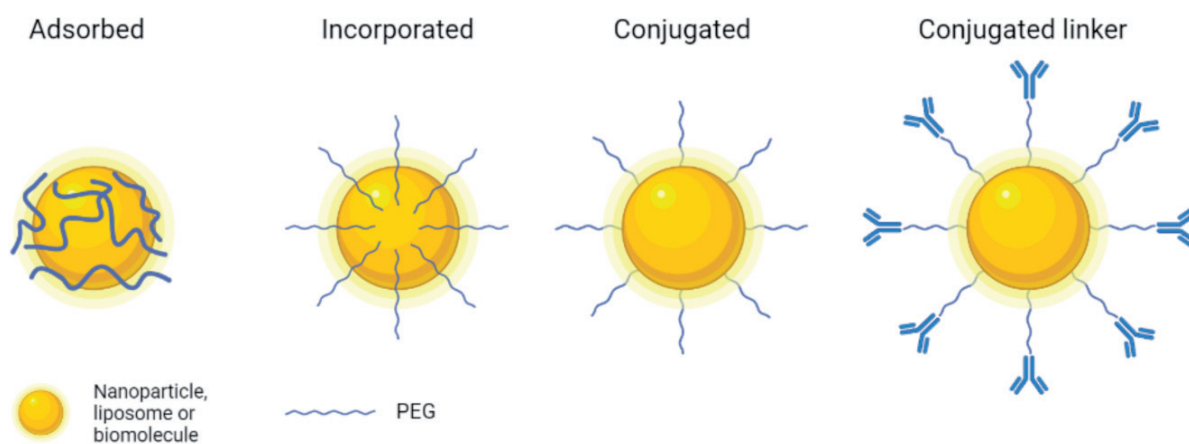 Adsorbed
Incorporated
Conjugated
Conjugated linker
Nanoparticle,
liposome or
biomolecule
PEG